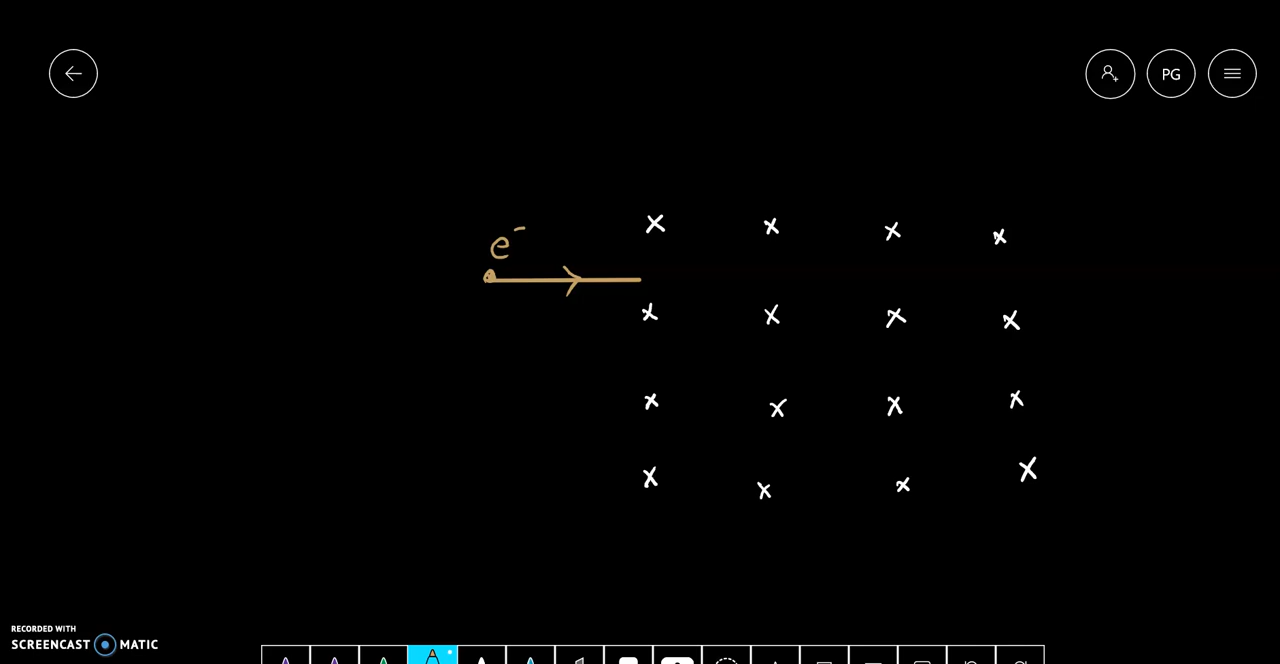 PG
e⁻
x x x x
x x x x
x x x x
x x x x
RECORDED WITH
SCREENCAST MATIC